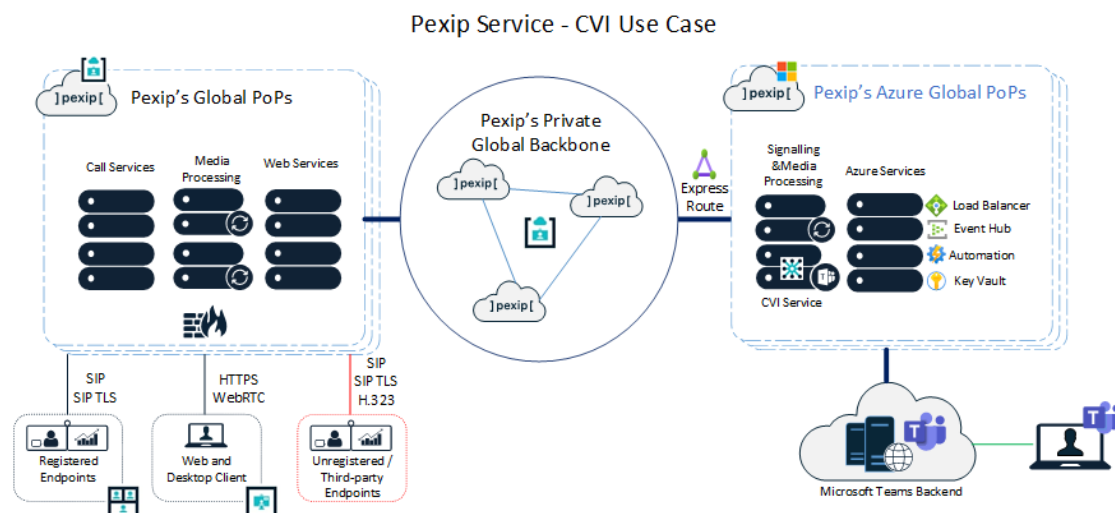 Pexip Service - CVI Use Case
]pexip[
Pexip's Global PoPs
Call Services
Media
Processing
Web Services
Pexip's Private
Global Backbone
]pexip[
]pexip[
]pexip[
Express
Route
]pexip[
Pexip's Azure Global PoPs
Signalling
&Media
Processing
Azure Services
Load Balancer
Event Hub
Automation
Key Vault
CVI Service
SIP
SIP TLS
HTTPS
WebRTC
SIP
SIP TLS
H.323
Registered
Endpoints
Web and
Desktop Client
Unregistered /
Third-party
Endpoints
Microsoft Teams Backend